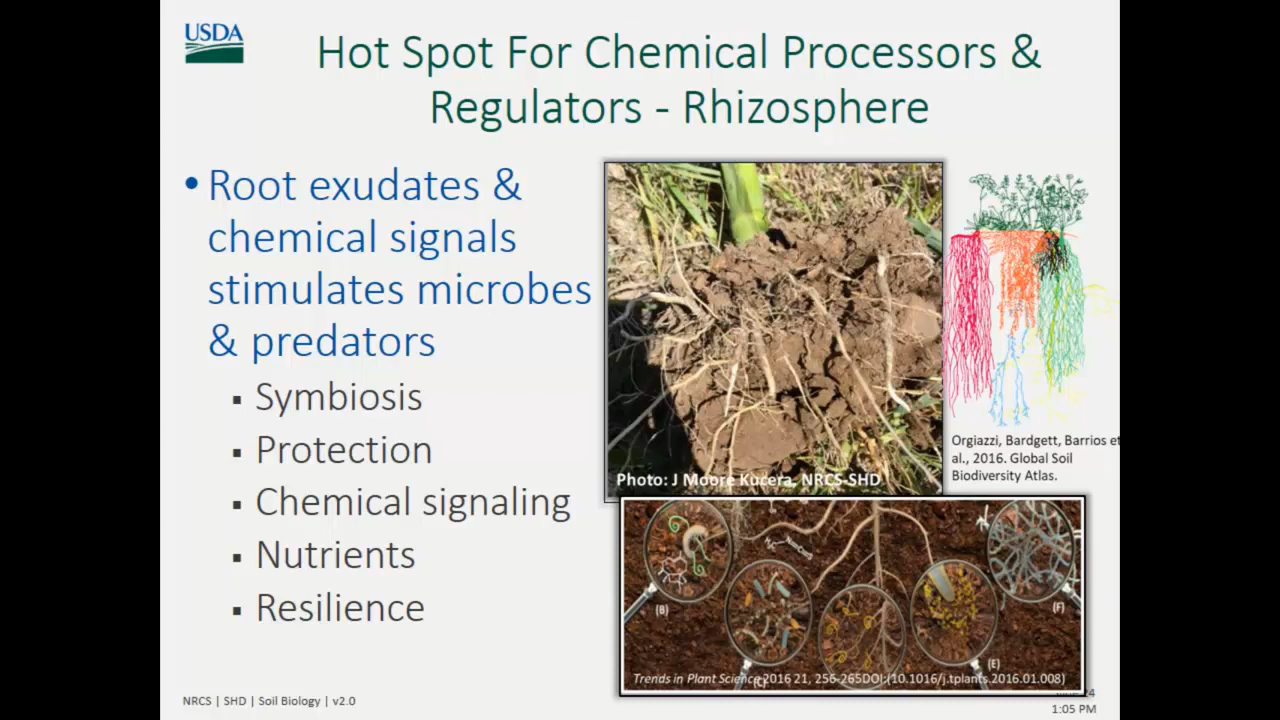 USDA
Hot Spot For Chemical Processors &
Regulators - Rhizosphere
• Root exudates &
chemical signals
stimulates microbes
& predators
▪ Symbiosis
▪ Protection
▪ Chemical signaling
▪ Nutrients
▪ Resilience
Photo: J Moore Kucera, NRCS-SHD
Orgiazzi, Bardgett, Barrios et
al., 2016. Global Soil
Biodiversity Atlas.
(B)
(C)
(E)
(F)
Trends in Plant Science 2016 21, 256-265DOI:(10.1016/j.tplants.2016.01.008)
NRCS | SHD | Soil Biology | v2.0
1:05 PM